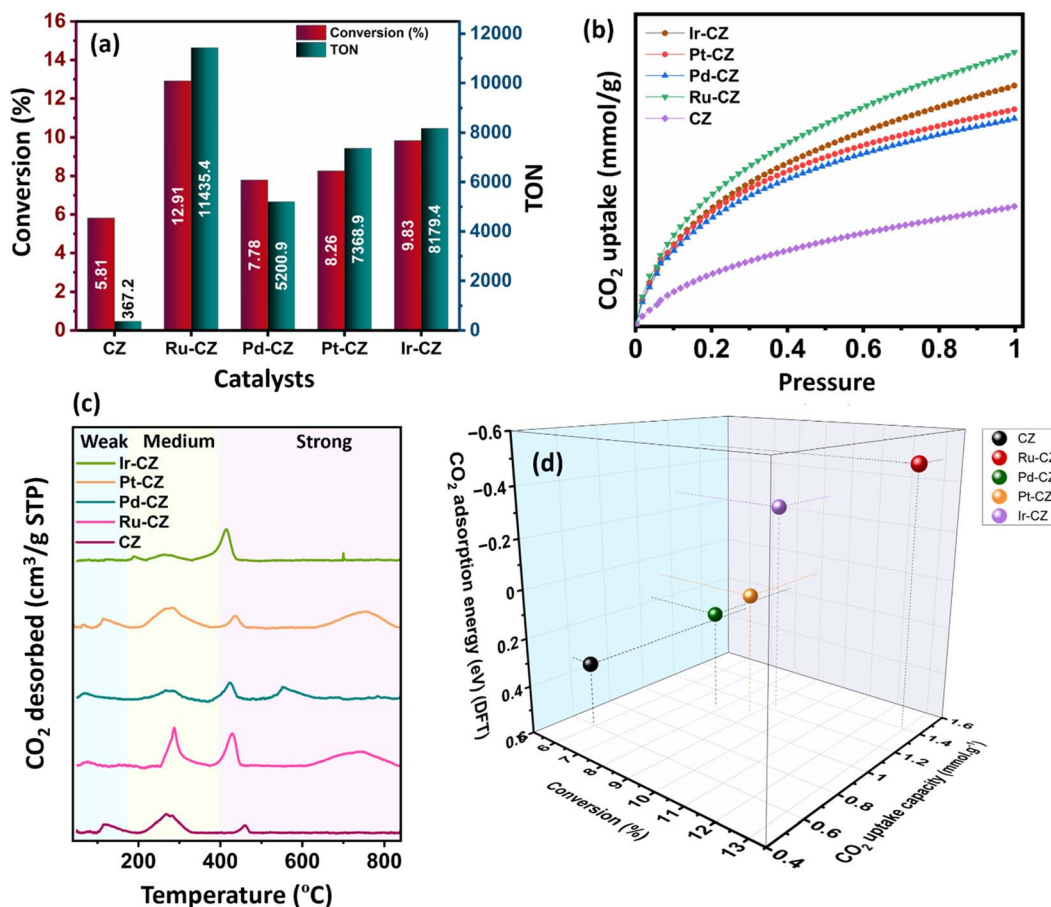 (a)
Conversion (%)
TON
Conversion (%)
16
14
12
10
8
6
4
2
0
5.81
367.2
12.91
11435.4
7.78
5200.9
8.26
7368.9
9.83
8179.4
12000
10000
8000
6000
4000
2000
0
TON
CZ Ru-CZ Pd-CZ Pt-CZ Ir-CZ
Catalysts
(b)
Ir-CZ
Pt-CZ
Pd-CZ
Ru-CZ
CZ
CO₂ uptake (mmol/g)
0 0.2 0.4 0.6 0.8 1
Pressure
(c)
Weak Medium Strong
Ir-CZ
Pt-CZ
Pd-CZ
Ru-CZ
CZ
CO₂ desorbed (cm³/g STP)
200 400 600 800
Temperature (°C)
(d)
CZ
Ru-CZ
Pd-CZ
Pt-CZ
Ir-CZ
CO₂ adsorption energy (eV) (DFT)
-0.6
-0.4
-0.2
0
0.2
0.4
0.6
6 7 8 9 10 11 12 13
Conversion (%)
0.4 0.6 0.8 1 1.2 1.4 1.6
CO₂ uptake capacity (mmol.g⁻¹)